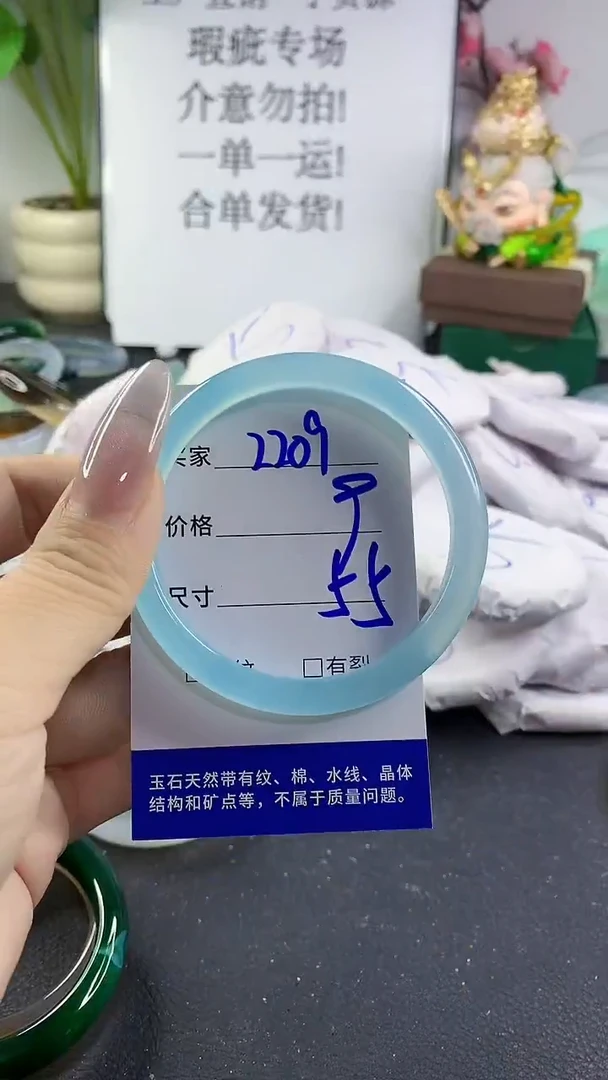 瑕疵专场
介意勿拍!
一单一运!
合单发货!
买家 2209
价格
尺寸 55
□有裂
玉石天然带有纹、棉、水线、晶体
结构和矿点等，不属于质量问题。